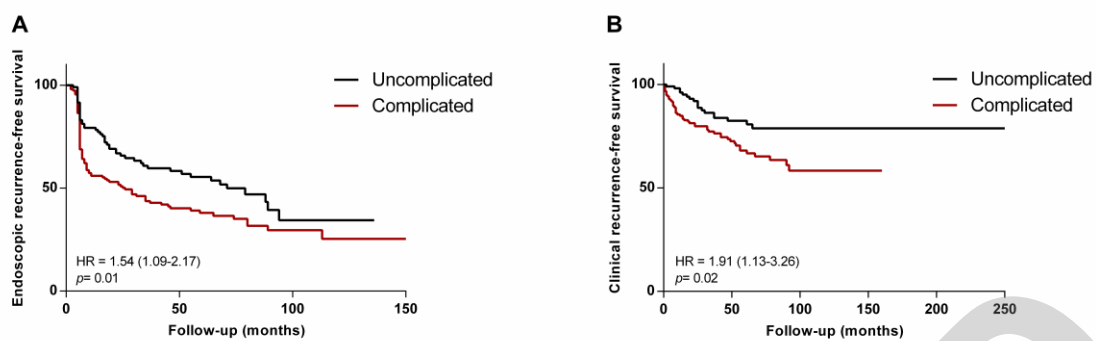 A
Endoscopic recurrence-free survival
100
50
0
Uncomplicated
Complicated
HR = 1.54 (1.09-2.17)
p= 0.01
0 50 100 150
Follow-up (months)
B
Clinical recurrence-free survival
100
50
0
Uncomplicated
Complicated
HR = 1.91 (1.13-3.26)
p= 0.02
0 50 100 150 200 250
Follow-up (months)